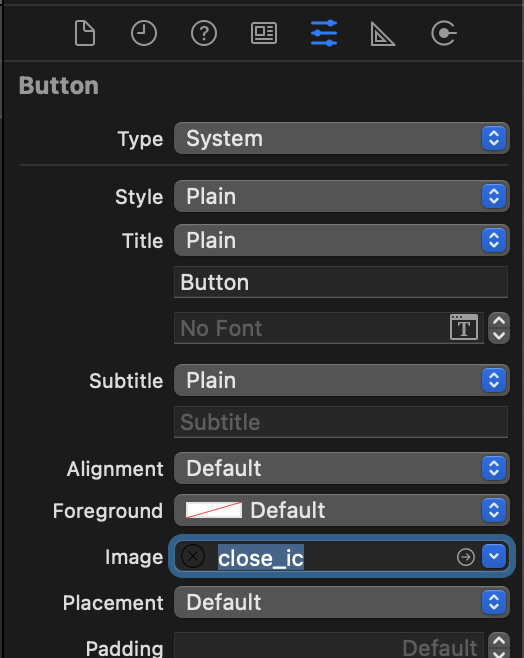 Button
Type System
Style Plain
Title Plain
Button
No Font T
Subtitle Plain
Subtitle
Alignment Default
Foreground Default
Image close_ic
Placement Default
Padding Default